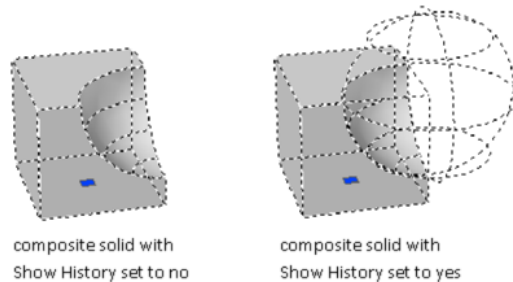 composite solid with
Show History set to no
composite solid with
Show History set to yes